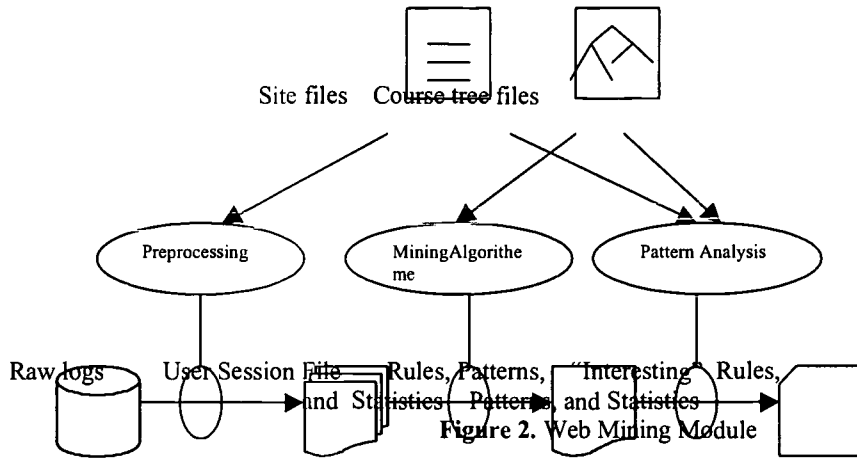 Site files Course tree files
Preprocessing
MiningAlgorithe
me
Pattern Analysis
Raw logs User Session File Rules, Patterns, "Interesting" Rules,
and Statistics Patterns, and Statistics
Figure 2. Web Mining Module